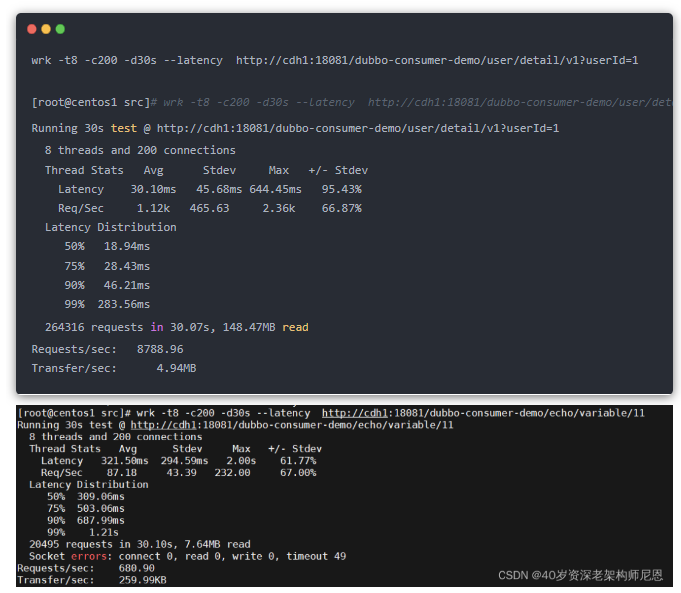 wrk -t8 -c200 -d30s --latency  http://cdh1:18081/dubbo-consumer-demo/user/detail/v1?userId=1
[root@centos1 src]# wrk -t8 -c200 -d30s --latency  http://cdh1:18081/dubbo-consumer-demo/user/deta
Running 30s test @ http://cdh1:18081/dubbo-consumer-demo/user/detail/v1?userId=1
8 threads and 200 connections
Thread Stats   Avg      Stdev     Max   +/- Stdev
Latency    30.10ms   45.68ms 644.45ms   95.43%
Req/Sec     1.12k   465.63     2.36k    66.87%
Latency Distribution
50%   18.94ms
75%   28.43ms
90%   46.21ms
99%  283.56ms
264316 requests in 30.07s, 148.47MB read
Requests/sec:   8788.96
Transfer/sec:      4.94MB
[root@centos1 src]# wrk -t8 -c200 -d30s --latency  http://cdh1:18081/dubbo-consumer-demo/echo/variable/11
Running 30s test @ http://cdh1:18081/dubbo-consumer-demo/echo/variable/11
8 threads and 200 connections
Thread Stats   Avg      Stdev     Max   +/- Stdev
Latency   321.50ms  294.59ms   2.00s    61.77%
Req/Sec    87.18     43.39   232.00     67.00%
Latency Distribution
50%  309.06ms
75%  503.06ms
90%  687.99ms
99%    1.21s
20495 requests in 30.10s, 7.64MB read
Socket errors: connect 0, read 0, write 0, timeout 49
Requests/sec:    680.90
Transfer/sec:    259.99KB
CSDN @40岁资深老架构师尼恩